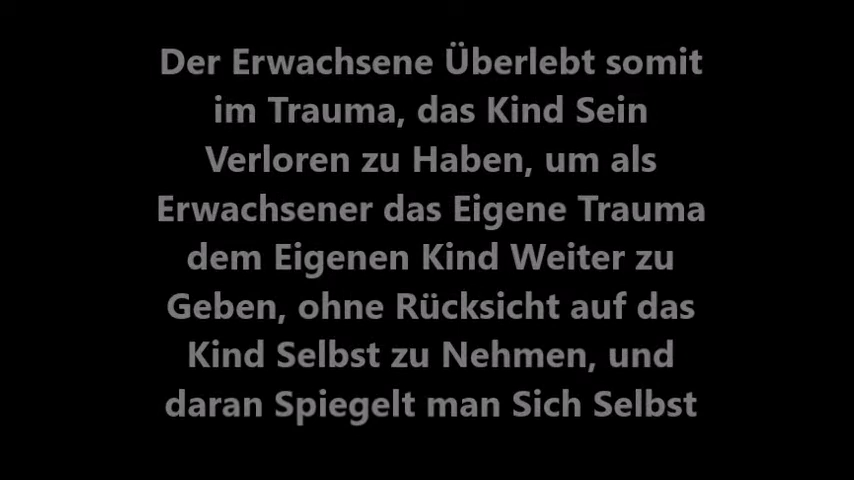 Der Erwachsene Überlebt somit
im Trauma, das Kind Sein
Verloren zu Haben, um als
Erwachsener das Eigene Trauma
dem Eigenen Kind Weiter zu
Geben, ohne Rücksicht auf das
Kind Selbst zu Nehmen, und
daran Spiegelt man Sich Selbst